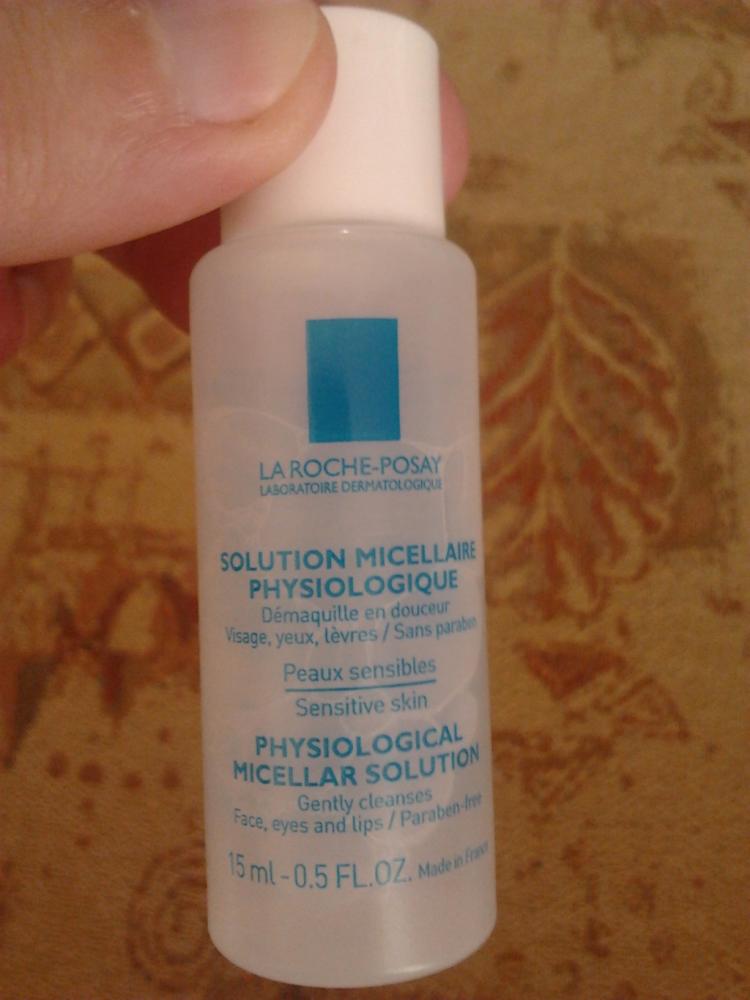 LA ROCHE-POSAY
LABORATOIRE DERMATOLOGIQUE
SOLUTION MICELLAIRE
PHYSIOLOGIQUE
Démaquille en douceur
Visage, yeux, lèvres / Sans paraben
Peaux sensibles
Sensitive skin
PHYSIOLOGICAL
MICELLAR SOLUTION
Gently cleanses
Face, eyes and lips / Paraben-free
15 ml - 0.5 FL.OZ. Made in France